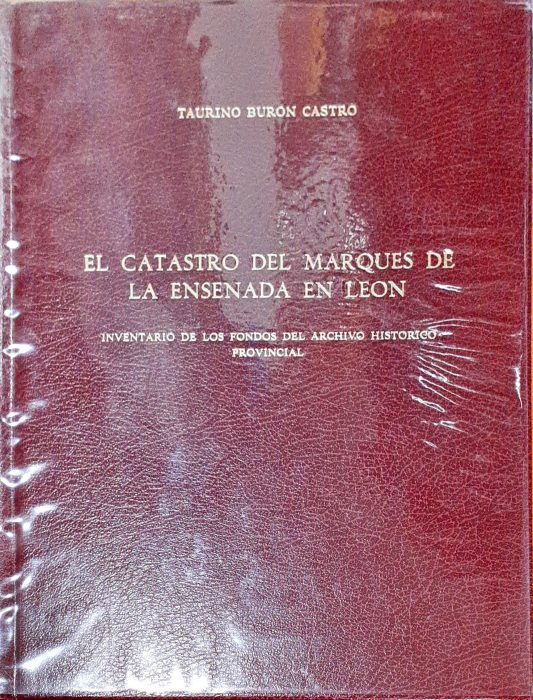 TAURINO BURON CASTRO
EL CATASTRO DEL MARQUES DE
LA ENSENADA EN LEON
INVENTARIO DE LOS FONDOS DEL ARCHIVO HISTORICO
PROVINCIAL